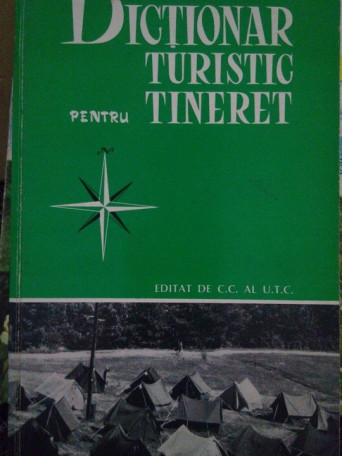 DICȚIONAR
TURISTIC
PENTRU TINERET
EDITAT DE C.C. AL U.T.C.